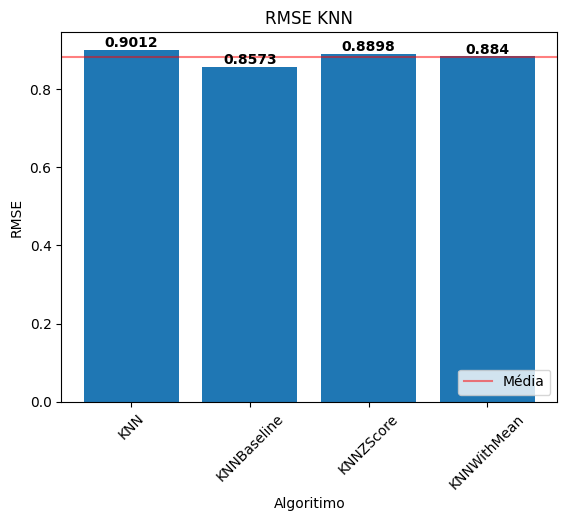 RMSE KNN
0.9012
0.8573
0.8898
0.884
0.8
0.6
0.4
0.2
0.0
RMSE
Média
KNN
KNNBaseline
KNNZScore
KNNWithMean
Algoritimo